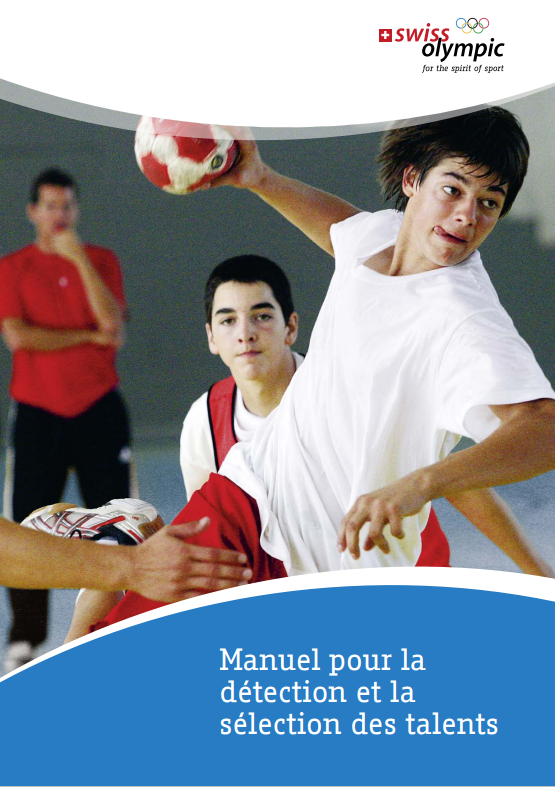 swiss
olympic
for the spirit of sport
Manuel pour la
détection et la
sélection des talents